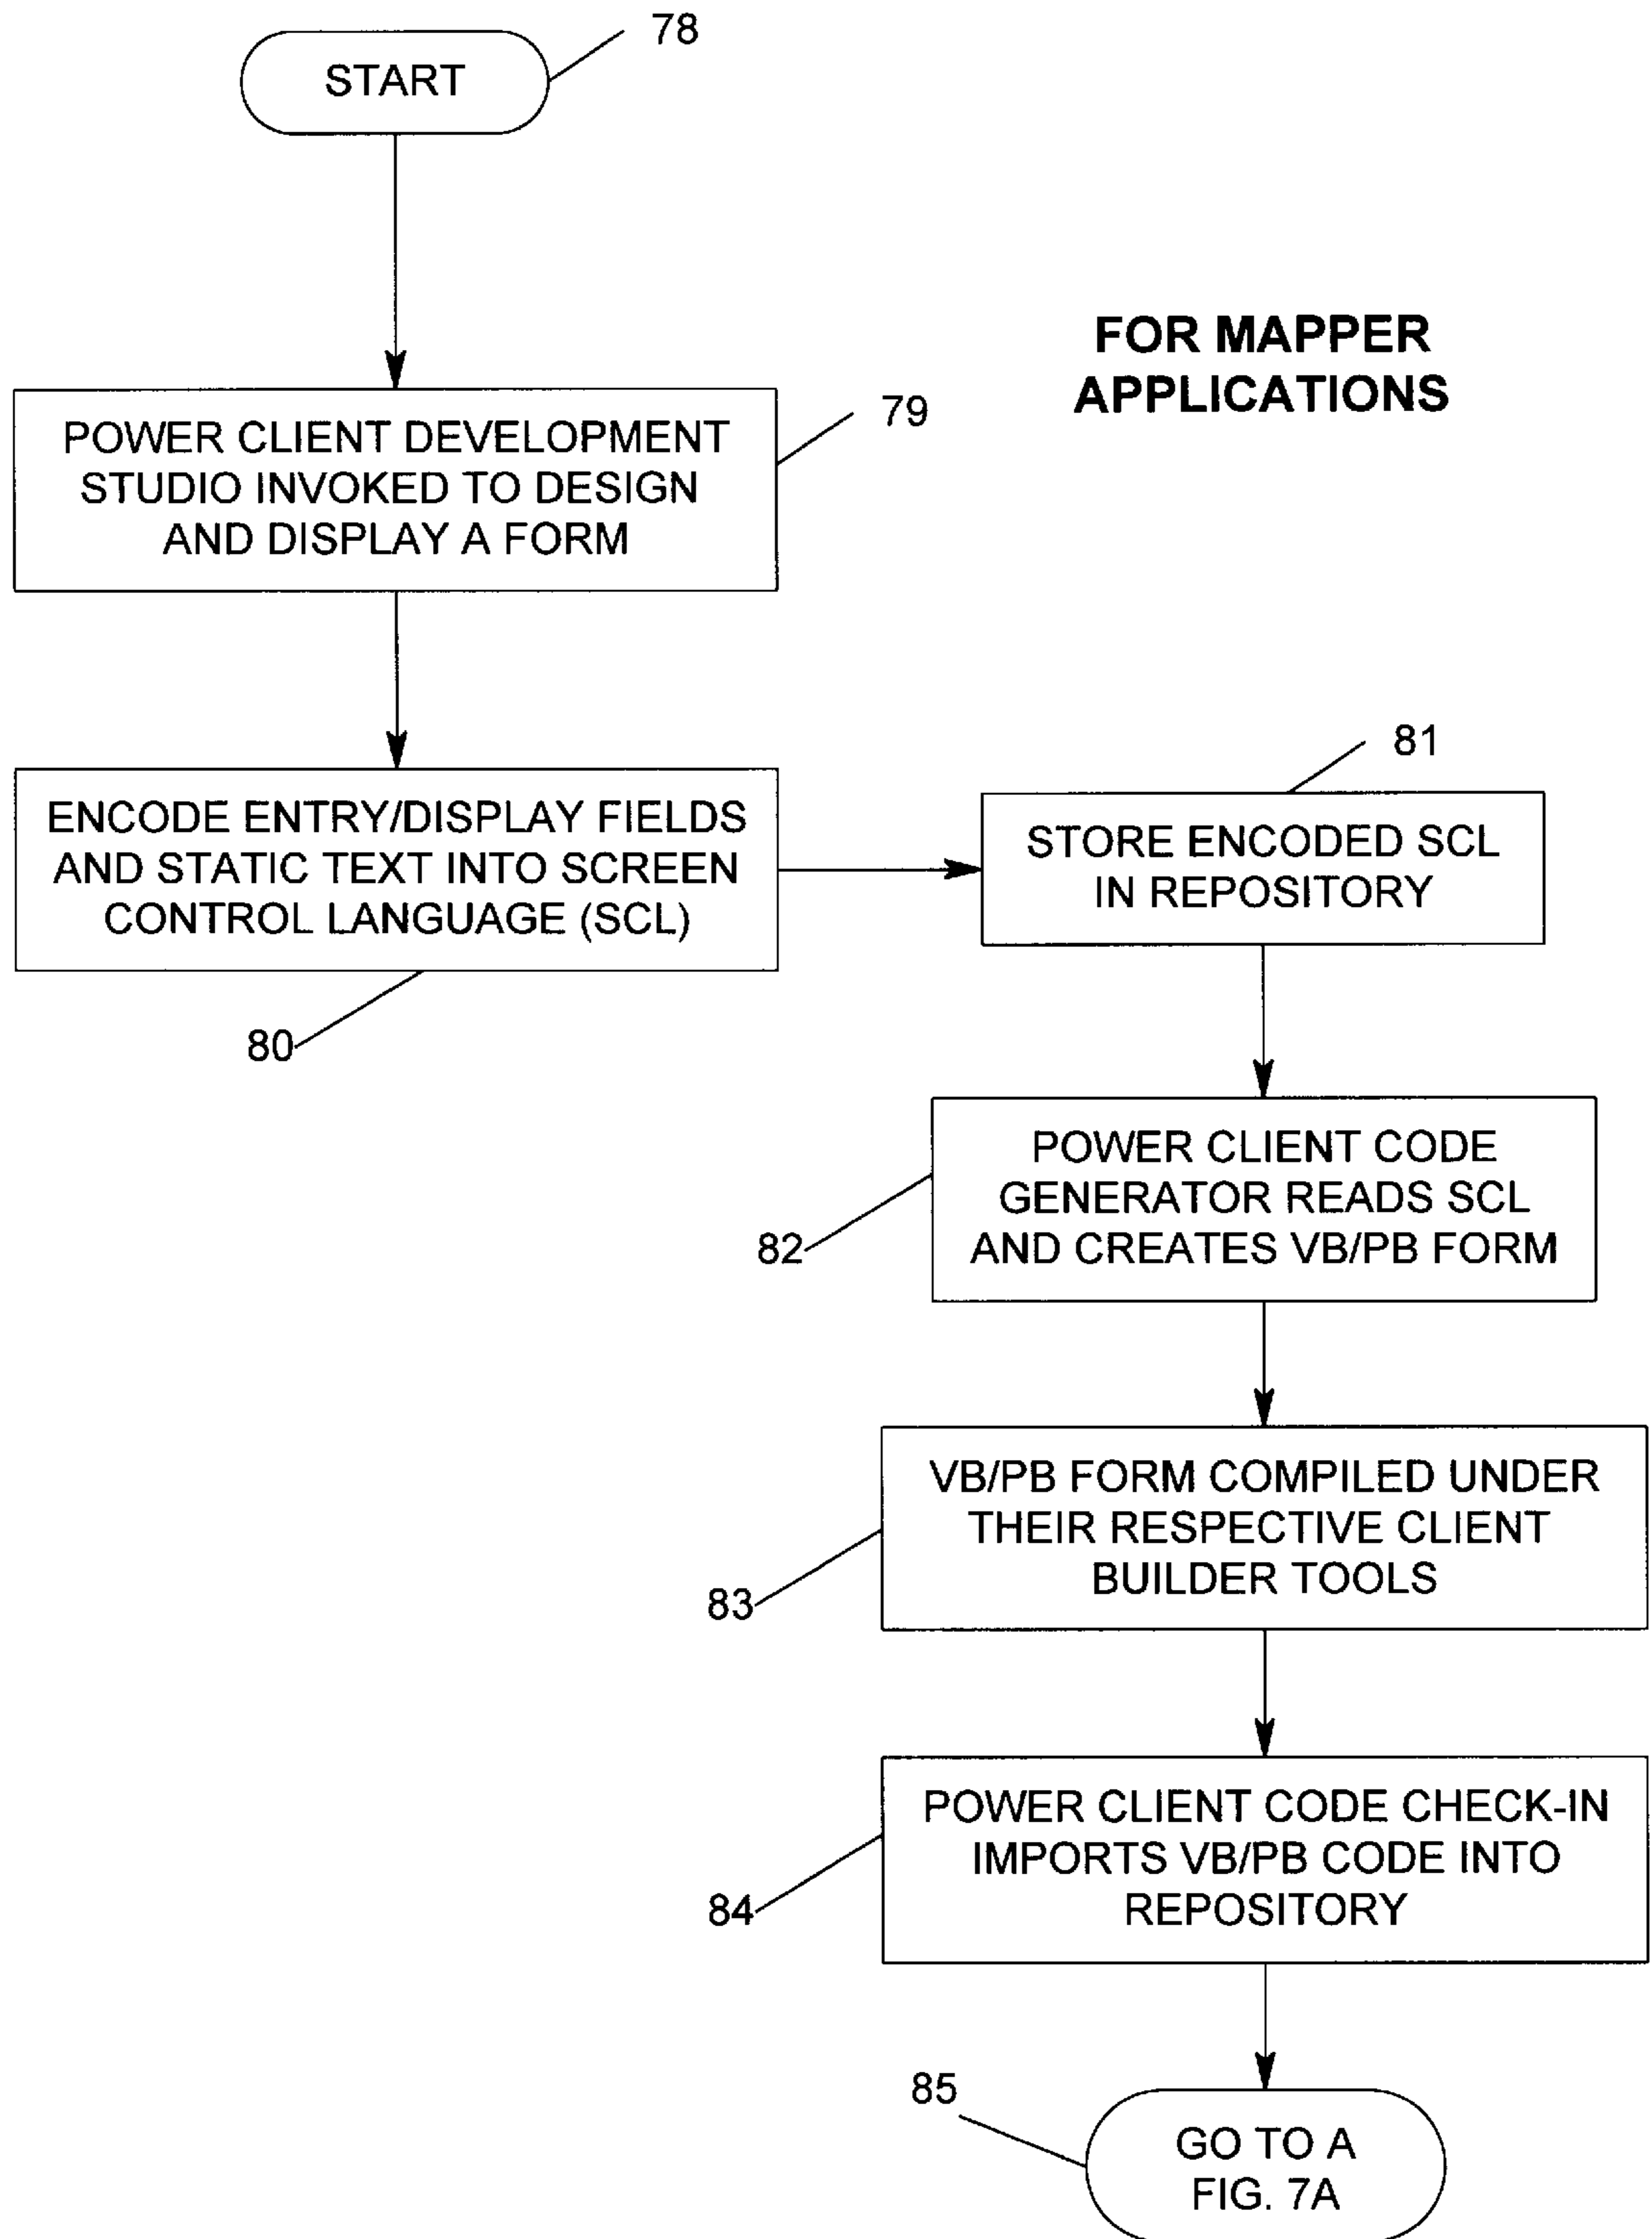 78
START
FOR MAPPER
APPLICATIONS
79
POWER CLIENT DEVELOPMENT
STUDIO INVOKED TO DESIGN
AND DISPLAY A FORM
81
ENCODE ENTRY/DISPLAY FIELDS
AND STATIC TEXT INTO SCREEN
CONTROL LANGUAGE (SCL)
80
STORE ENCODED SCL
IN REPOSITORY
POWER CLIENT CODE
GENERATOR READS SCL
AND CREATES VB/PB FORM
82
VB/PB FORM COMPILED UNDER
THEIR RESPECTIVE CLIENT
BUILDER TOOLS
83
POWER CLIENT CODE CHECK-IN
IMPORTS VB/PB CODE INTO
REPOSITORY
84
85
GO TO A
FIG. 7A